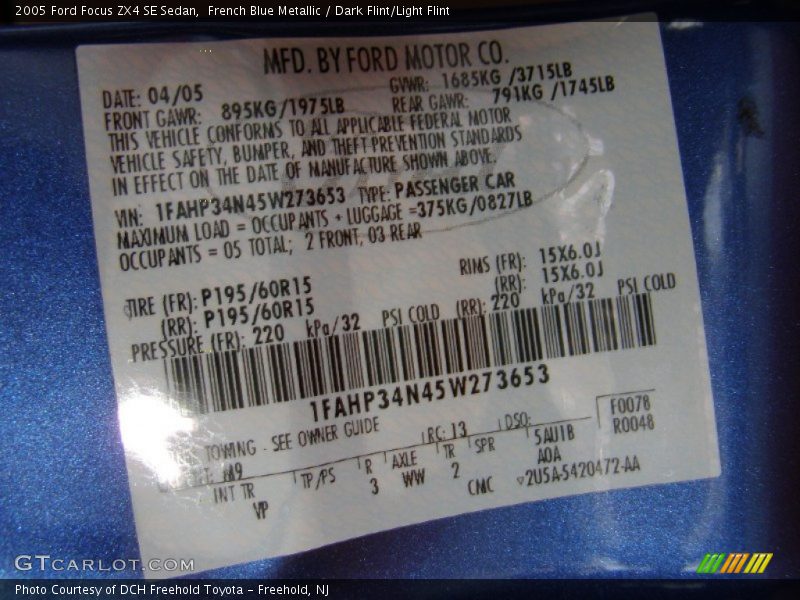 2005 Ford Focus ZX4 SE Sedan,  French Blue Metallic / Dark Flint/Light Flint
MFD. BY FORD MOTOR CO.
DATE: 04/05 GVWR: 1685KG /3715LB
FRONT GAWR: 895KG/1975LB REAR GAWR: 791KG /1745LB
THIS VEHICLE CONFORMS TO ALL APPLICABLE FEDERAL MOTOR
VEHICLE SAFETY, BUMPER, AND THEFT PREVENTION STANDARDS
IN EFFECT ON THE DATE OF MANUFACTURE SHOWN ABOVE.
VIN: 1FAHP34N45W273653 TYPE: PASSENGER CAR
MAXIMUM LOAD = OCCUPANTS + LUGGAGE =375KG/0827LB
OCCUPANTS = 05 TOTAL; 2 FRONT, 03 REAR
TIRE (FR): P195/60R15 RIMS (FR): 15X6.0J
(RR): P195/60R15 (RR): 15X6.0J
PRESSURE (FR): 220 kPa/32 PSI COLD (RR): 220 kPa/32 PSI COLD
1FAHP34N45W273653
TOWING - SEE OWNER GUIDE RC: 13 DSO: F0078
M9 R0048
INT TR TP/PS R AXLE TR SPR 5AU1B
VP 3 WW 2 A0A
CMC ▽2U5A-5420472-AA
GTCARLOT.COM
Photo Courtesy of DCH Freehold Toyota – Freehold, NJ